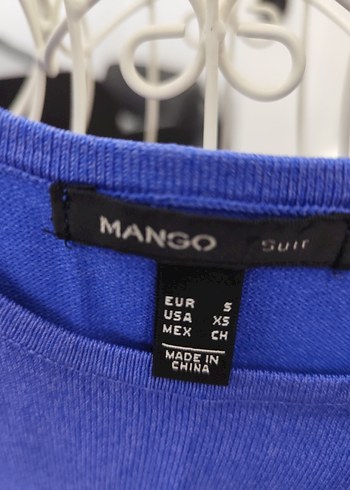 MANGO Suit
EUR S
USA XS
MEX CH
MADE IN
CHINA